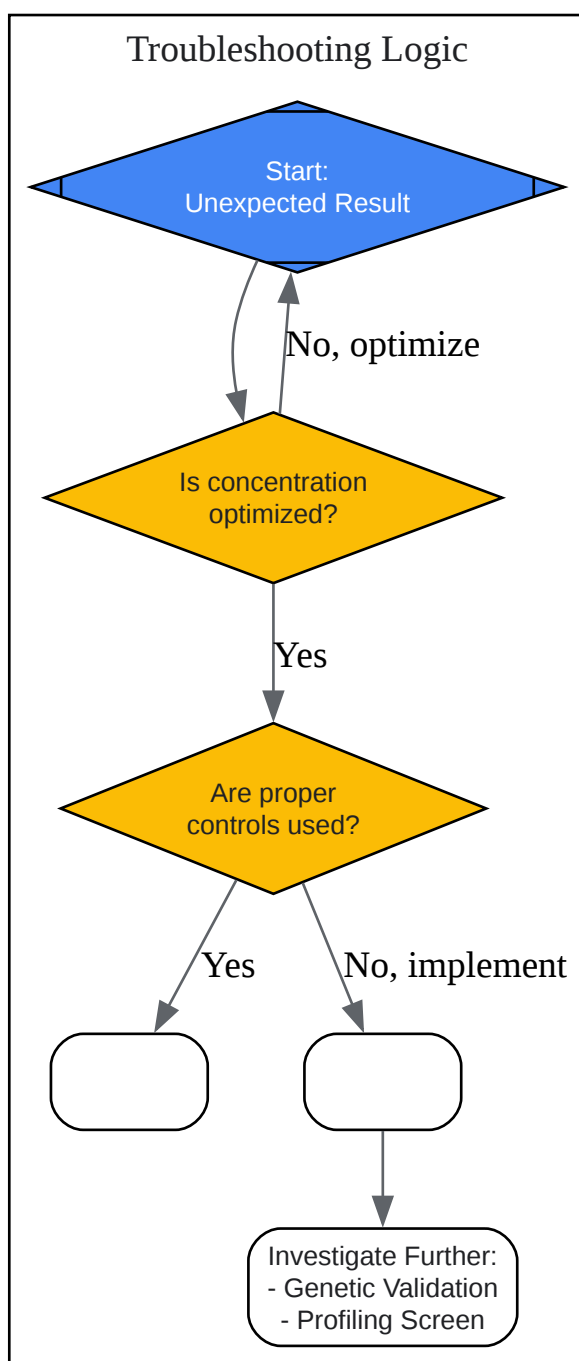 Troubleshooting Logic
Start:
Unexpected Result
No, optimize
Is concentration
optimized?
Yes
Are proper
controls used?
Yes
No, implement
Investigate Further:
- Genetic Validation
- Profiling Screen